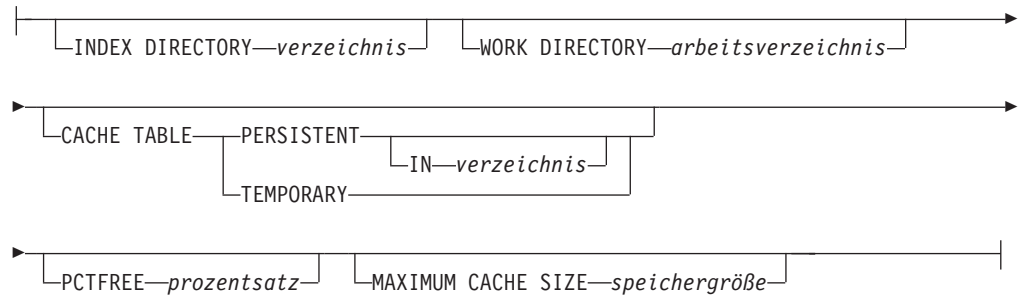 INDEX DIRECTORY verzeichnis WORK DIRECTORY arbeitsverzeichnis
CACHE TABLE PERSISTENT
IN verzeichnis
TEMPORARY
PCTFREE prozentsatz MAXIMUM CACHE SIZE speichergröße